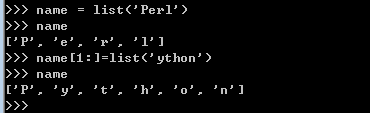 >>> name = list('Perl')
>>> name
['P', 'e', 'r', 'l']
>>> name[1:]=list('ython')
>>> name
['P', 'y', 't', 'h', 'o', 'n']
>>>